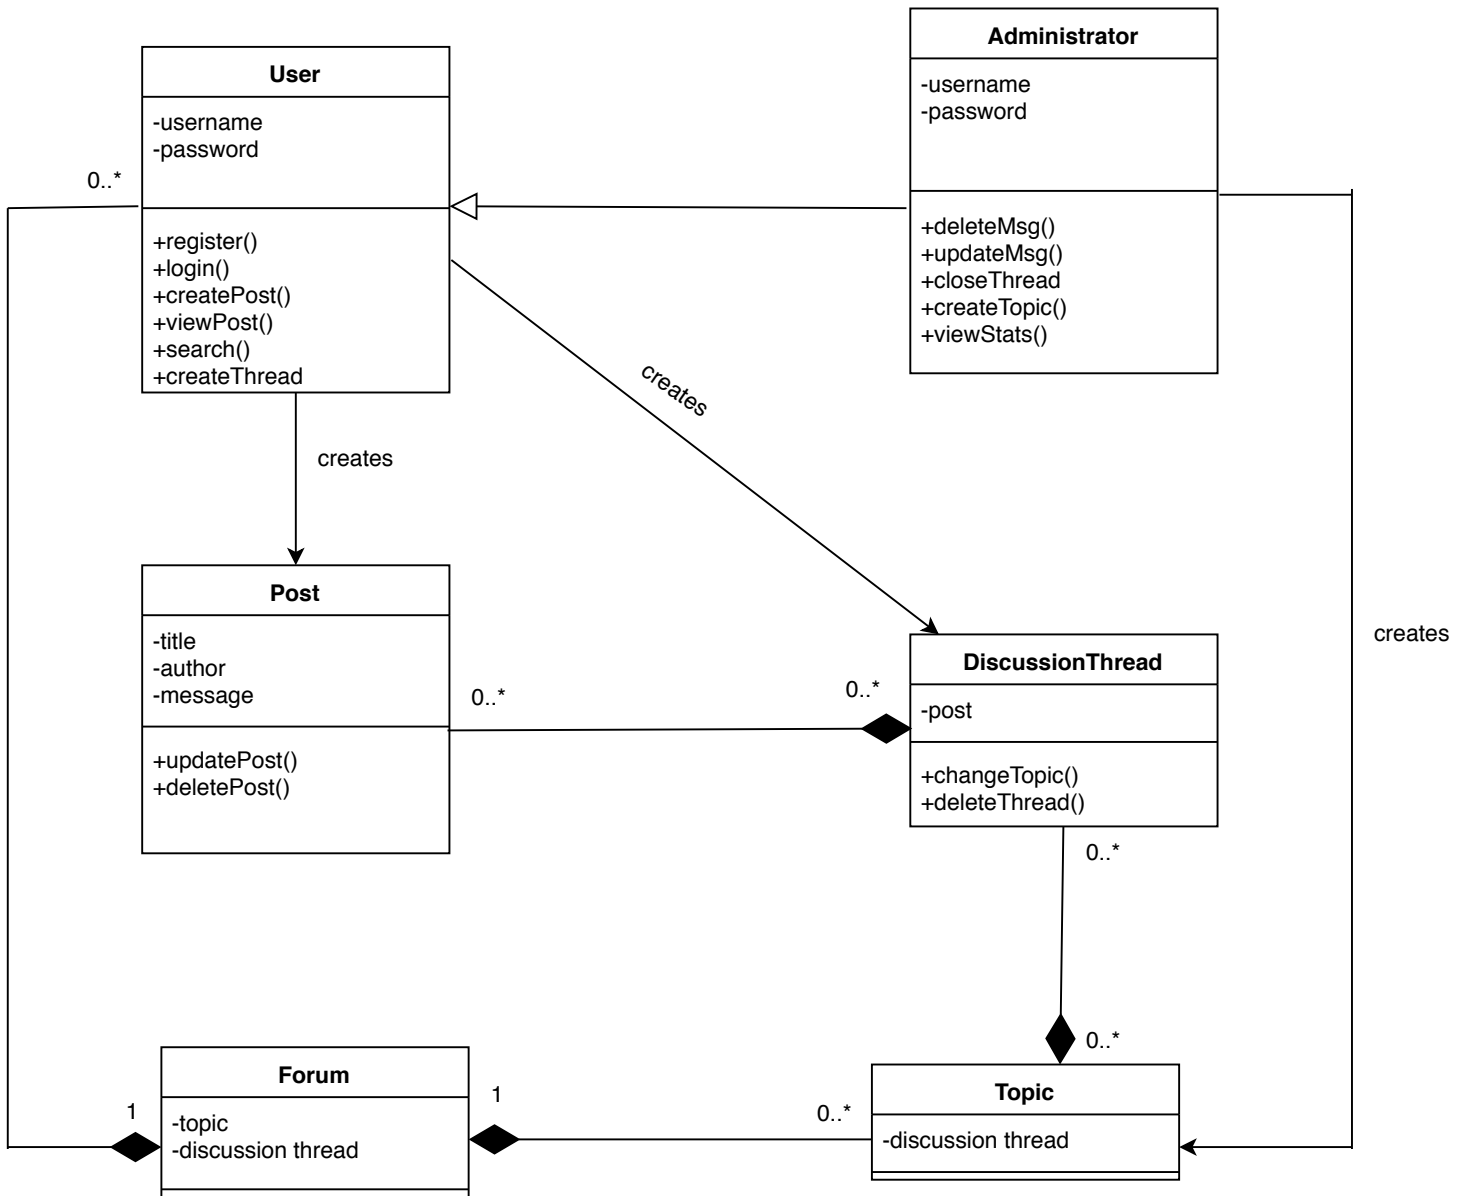 Administrator
-username
-password
+deleteMsg()
+updateMsg()
+closeThread
+createTopic()
+viewStats()
User
-username
-password
+register()
+login()
+createPost()
+viewPost()
+search()
+createThread
0..*
creates
creates
creates
Post
-title
-author
-message
+updatePost()
+deletePost()
0..*
0..*
DiscussionThread
-post
+changeTopic()
+deleteThread()
0..*
0..*
Forum
-topic
-discussion thread
1
1
0..*
Topic
-discussion thread